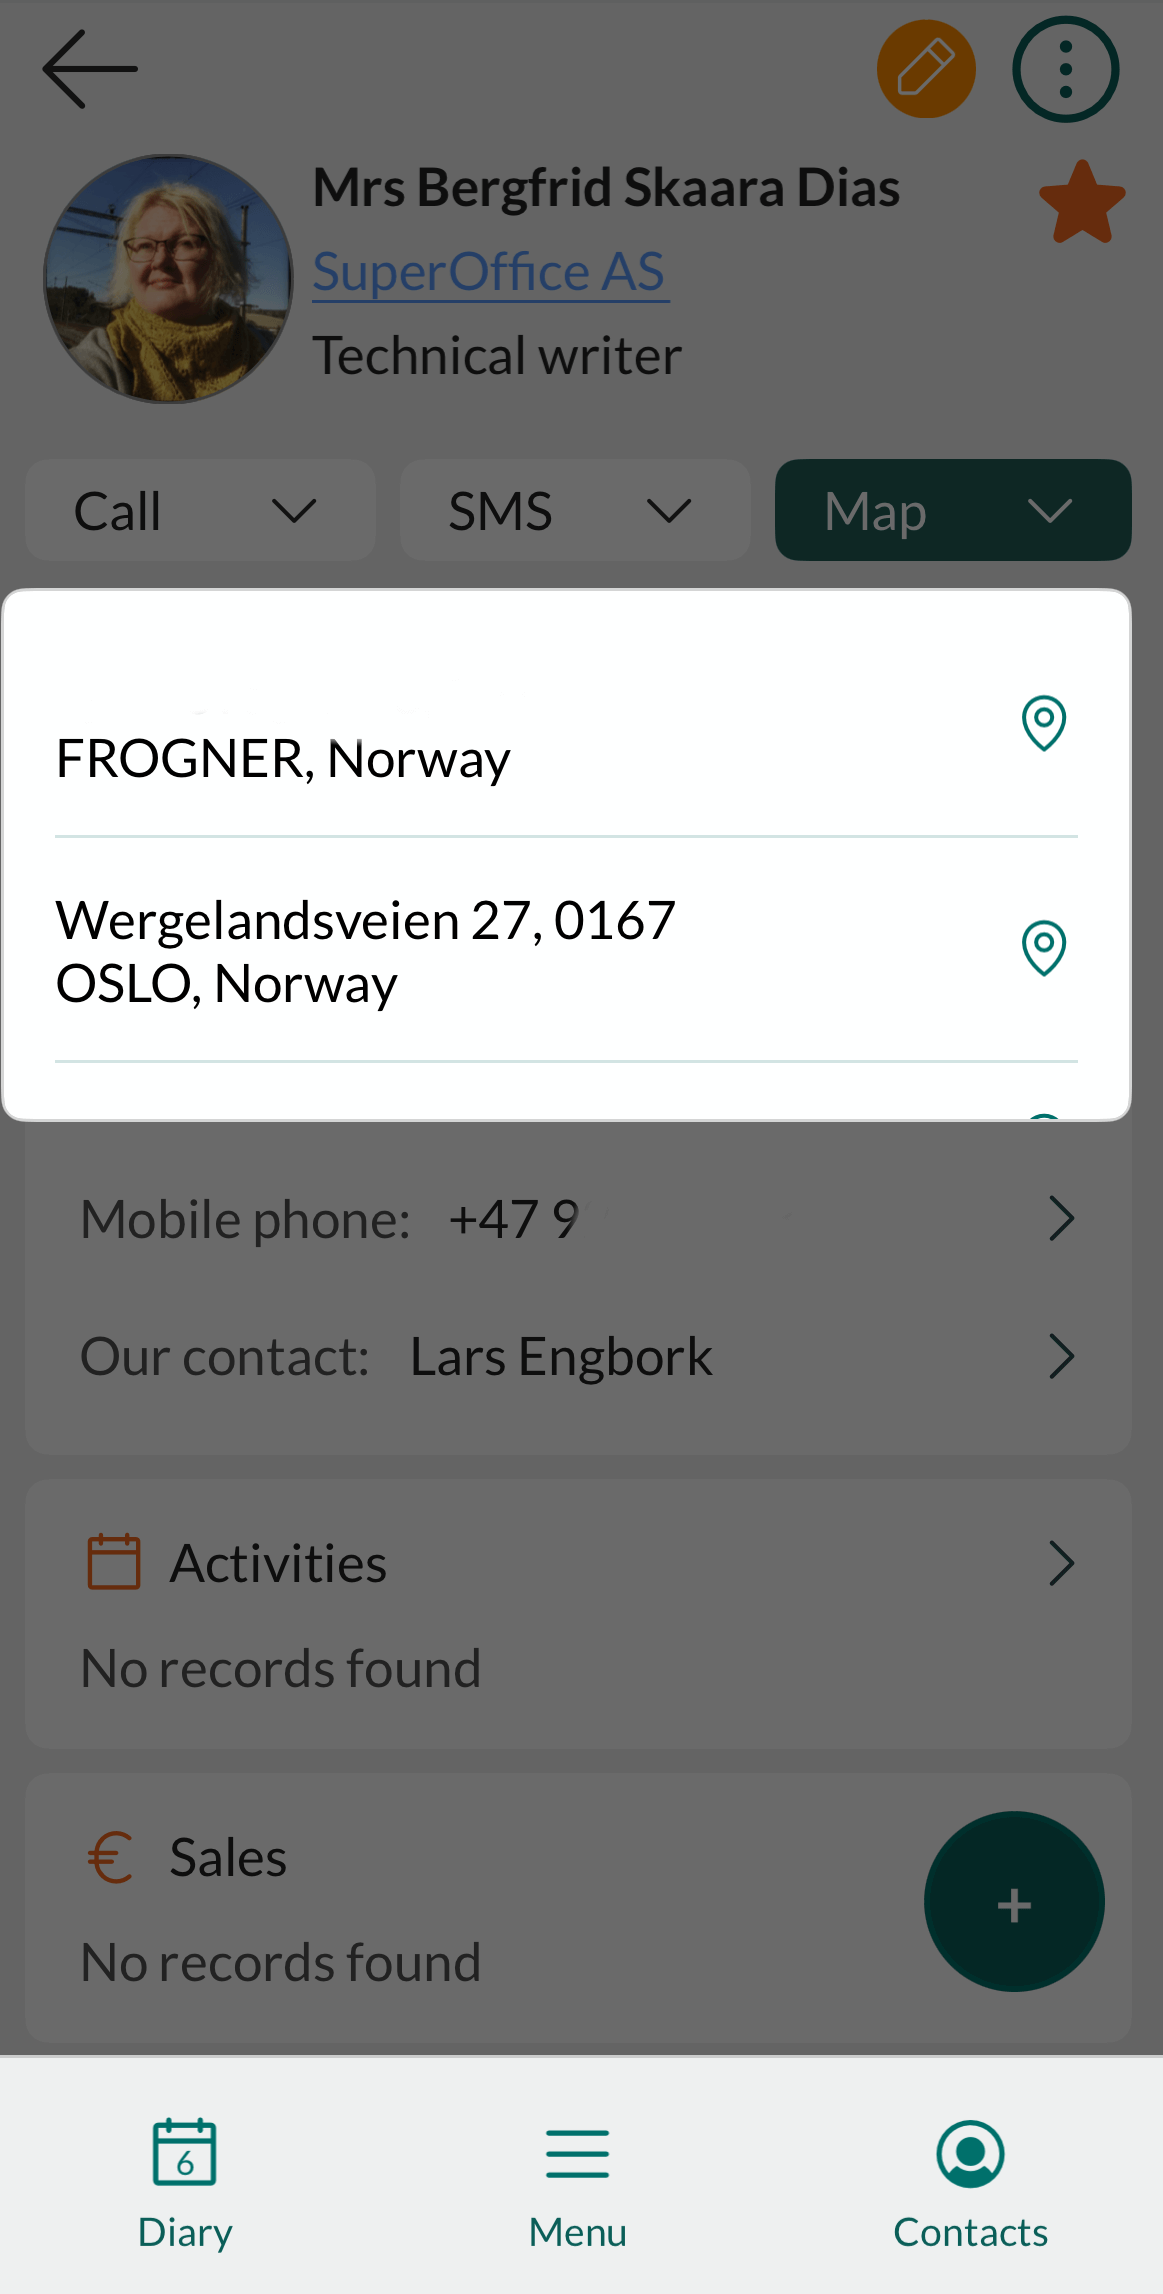 Mrs Bergfrid Skaara Dias
SuperOffice AS
Technical writer
Call
SMS
Map
FROGNER, Norway
Wergelandsveien 27, 0167
OSLO, Norway
Mobile phone: +47 9
Our contact: Lars Engbork
Activities
No records found
€ Sales
No records found
+
6
Diary
Menu
Contacts